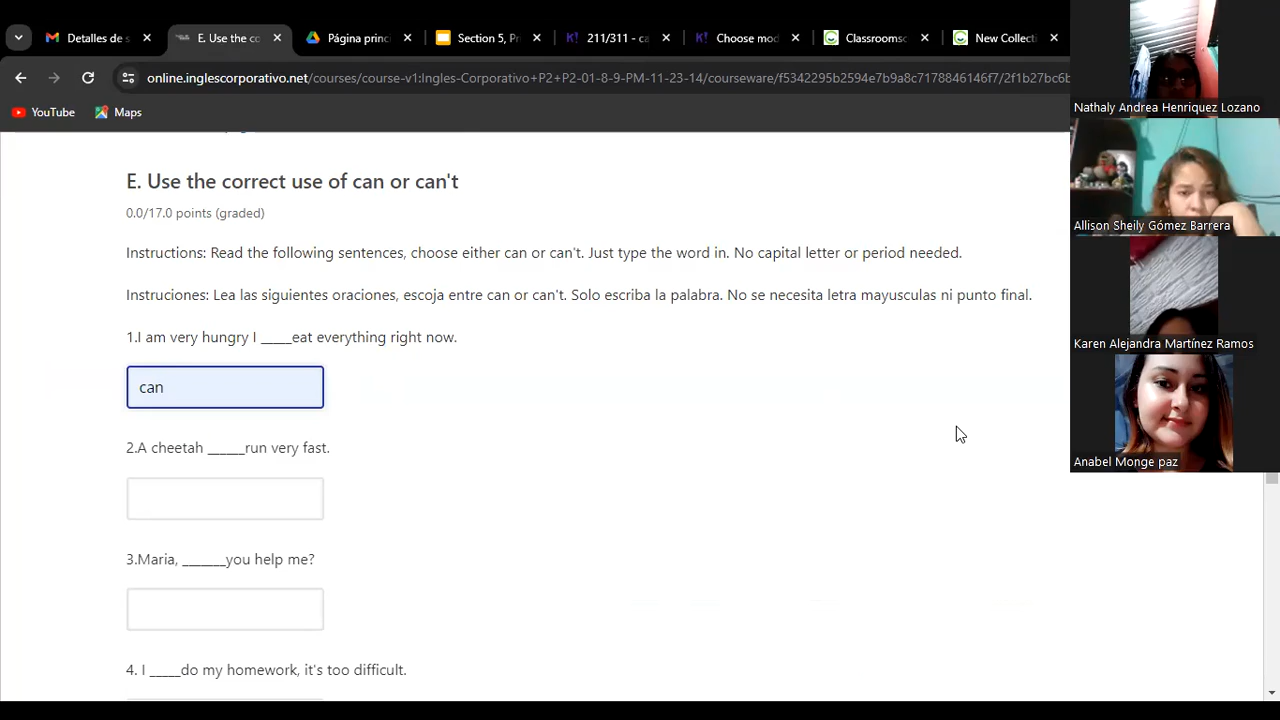 Detalles de s
E. Use the co
Página princ
Section 5, P
211/311 - ca
Choose mod
Classroomsc
New Collecti
online.inglescorporativo.net/courses/course-v1:Ingles-Corporativo+P2+P2-01-8-9-PM-11-23-14/courseware/f5342295b2594e7b9a8c7178846146f7/2f1b27bc6b
YouTube
Maps
E. Use the correct use of can or can't
0.0/17.0 points (graded)
Instructions: Read the following sentences, choose either can or can't. Just type the word in. No capital letter or period needed.
Instruciones: Lea las siguientes oraciones, escoja entre can or can't. Solo escriba la palabra. No se necesita letra mayusculas ni punto final.
1.I am very hungry I _____eat everything right now.
can
2.A cheetah ______run very fast.
3.Maria, _______you help me?
4. I _____do my homework, it's too difficult.
Nathaly Andrea Henriquez Lozano
Allison Sheily Gómez Barrera
Karen Alejandra Martínez Ramos
Anabel Monge paz